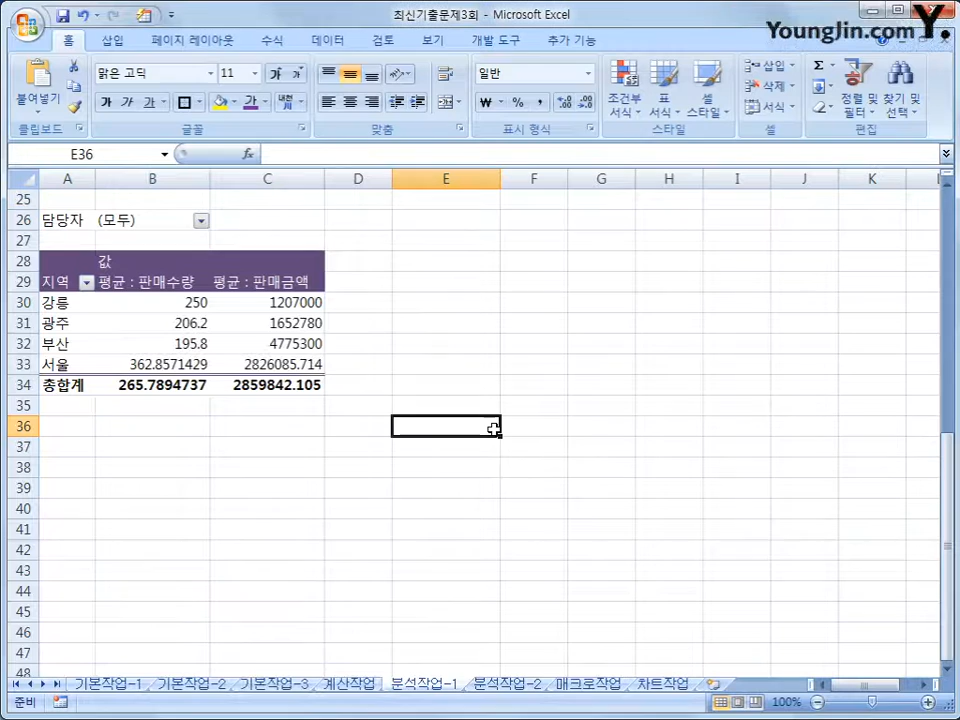 최신기출문제3회 - Microsoft Excel
YoungJin.com Y.
홈 삽입 페이지 레이아웃 수식 데이터 검토 보기 개발 도구 추가 기능
붙여넣기
클립보드
맑은 고딕 11
가 가 가 가 가 가 내천
글꼴
맞춤
일반
₩ % ,
표시 형식
조건부 서식 표 서식 셀 스타일
스타일
삽입
삭제
서식
셀
Σ
정렬 및 필터 찾기 및 선택
편집
E36 fx
A B C D E F G H I J K
25
26 담당자 (모두)
27
28 값
29 지역 평균 : 판매수량 평균 : 판매금액
30 강릉 250 1207000
31 광주 206.2 1652780
32 부산 195.8 4775300
33 서울 362.8571429 2826085.714
34 총합계 265.7894737 2859842.105
35
36
37
38
39
40
41
42
43
44
45
46
47
48
기본작업-1 기본작업-2 기본작업-3 계산작업 분석작업-1 분석작업-2 매크로작업 차트작업
준비 100%